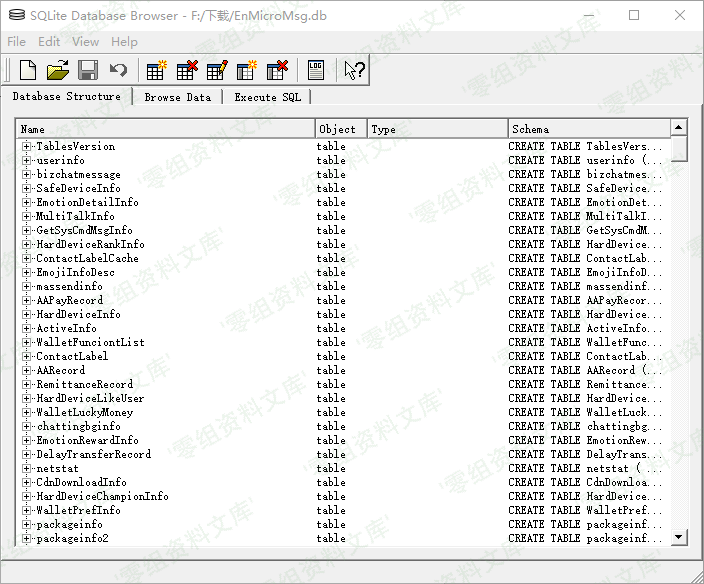 SQLite Database Browser - F:/下载/EnMicroMsg.db
File Edit View Help
LOG
Database Structure Browse Data Execute SQL
Name Object Type Schema
TablesVersion table CREATE TABLE TablesVers...
userinfo table CREATE TABLE userinfo (...
bizchatmessage table CREATE TABLE bizchatmes...
SafeDeviceInfo table CREATE TABLE SafeDevice...
EmotionDetailInfo table CREATE TABLE EmotionDet...
MultiTalkInfo table CREATE TABLE MultiTalkI...
GetSysCmdMsgInfo table CREATE TABLE GetSysCmdM...
HardDeviceRankInfo table CREATE TABLE HardDevice...
ContactLabelCache table CREATE TABLE ContactLab...
EmojiInfoDesc table CREATE TABLE EmojiInfoD...
massendinfo table CREATE TABLE massendinf...
AAPayRecord table CREATE TABLE AAPayRecor...
HardDeviceInfo table CREATE TABLE HardDevice...
ActiveInfo table CREATE TABLE ActiveInfo...
WalletFunciontList table CREATE TABLE WalletFunc...
ContactLabel table CREATE TABLE ContactLab...
AARecord table CREATE TABLE AARecord (...
RemittanceRecord table CREATE TABLE Remittance...
HardDeviceLikeUser table CREATE TABLE HardDevice...
WalletLuckyMoney table CREATE TABLE WalletLuck...
chattingbginfo table CREATE TABLE chattingbg...
EmotionRewardInfo table CREATE TABLE EmotionRew...
DelayTransferRecord table CREATE TABLE DelayTrans...
netstat table CREATE TABLE netstat ( ...
CdnDownloadInfo table CREATE TABLE CdnDownloa...
HardDeviceChampionInfo table CREATE TABLE HardDevice...
WalletPrefInfo table CREATE TABLE WalletPref...
packageinfo table CREATE TABLE packageinf...
packageinfo2 table CREATE TABLE packageinf...
'零组资料文库'